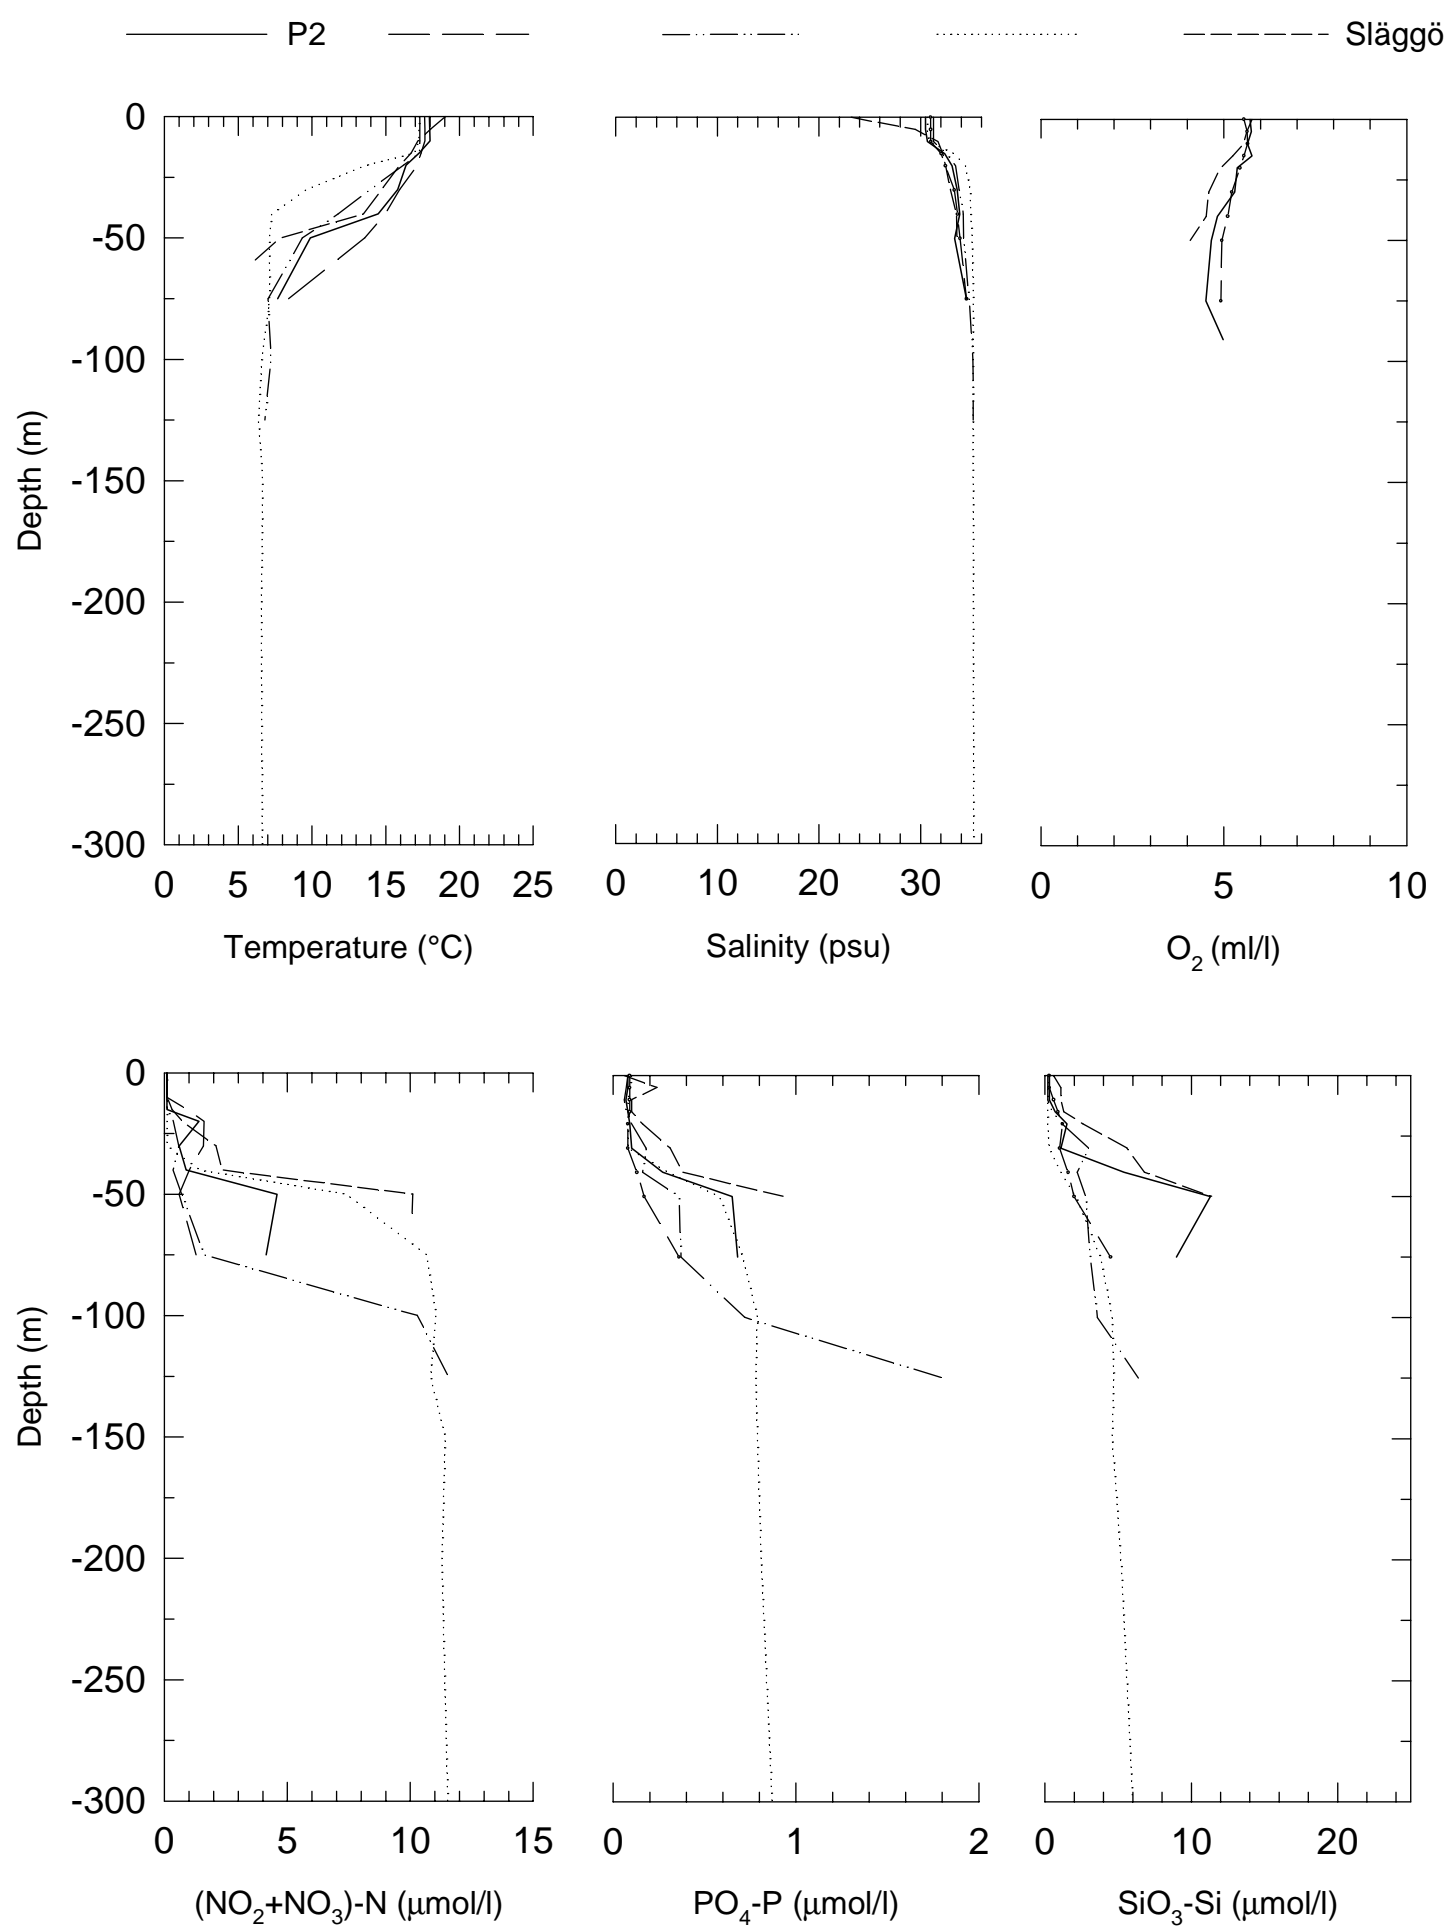 P2 Släggö
0
-50
-100
-150
-200
-250
-300
Depth (m)
0 5 10 15 20 25
Temperature (°C)
0 10 20 30
Salinity (psu)
0 5 10
O2 (ml/l)
0
-50
-100
-150
-200
-250
-300
Depth (m)
0 5 10 15
(NO2+NO3)-N (μmol/l)
0 1 2
PO4-P (μmol/l)
0 10 20
SiO3-Si (μmol/l)